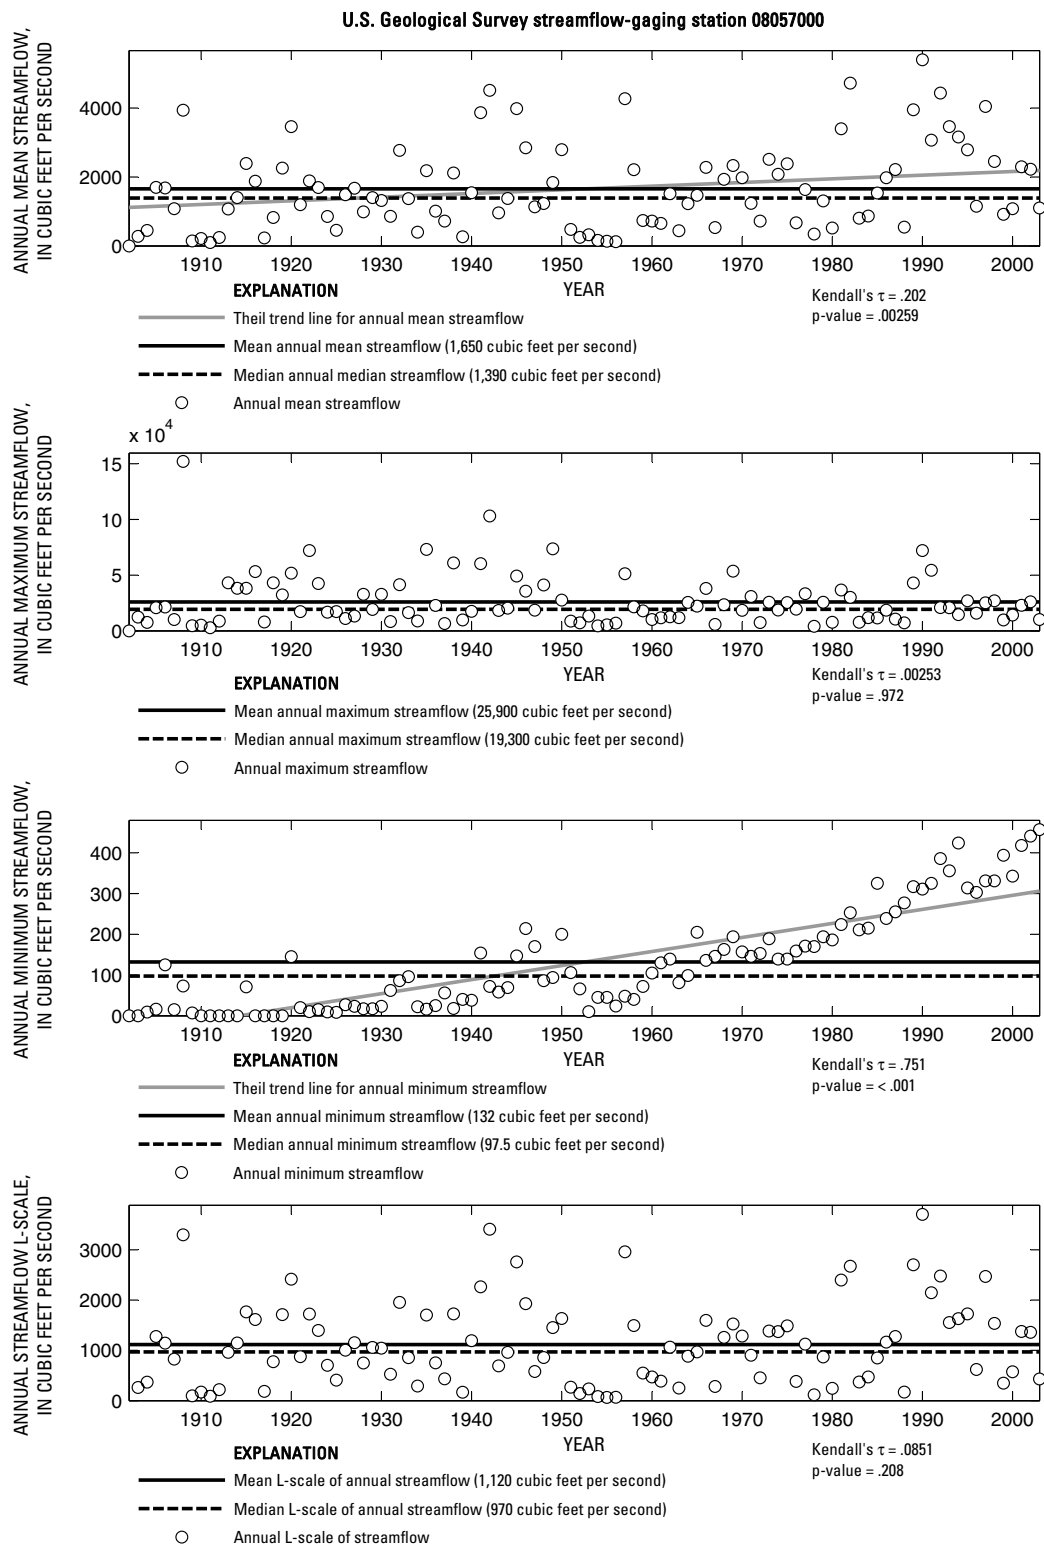 U.S. Geological Survey streamflow-gaging station 08057000
ANNUAL MEAN STREAMFLOW,
IN CUBIC FEET PER SECOND
4000
2000
0
1910 1920 1930 1940 1950 1960 1970 1980 1990 2000
YEAR
Kendall's τ = .202
p-value = .00259
EXPLANATION
Theil trend line for annual mean streamflow
Mean annual mean streamflow (1,650 cubic feet per second)
Median annual median streamflow (1,390 cubic feet per second)
Annual mean streamflow
ANNUAL MAXIMUM STREAMFLOW,
IN CUBIC FEET PER SECOND
x 10^4
15
10
5
0
1910 1920 1930 1940 1950 1960 1970 1980 1990 2000
YEAR
Kendall's τ = .00253
p-value = .972
EXPLANATION
Mean annual maximum streamflow (25,900 cubic feet per second)
Median annual maximum streamflow (19,300 cubic feet per second)
Annual maximum streamflow
ANNUAL MINIMUM STREAMFLOW,
IN CUBIC FEET PER SECOND
400
300
200
100
0
1910 1920 1930 1940 1950 1960 1970 1980 1990 2000
YEAR
Kendall's τ = .751
p-value = < .001
EXPLANATION
Theil trend line for annual minimum streamflow
Mean annual minimum streamflow (132 cubic feet per second)
Median annual minimum streamflow (97.5 cubic feet per second)
Annual minimum streamflow
ANNUAL STREAMFLOW L-SCALE,
IN CUBIC FEET PER SECOND
3000
2000
1000
0
1910 1920 1930 1940 1950 1960 1970 1980 1990 2000
YEAR
Kendall's τ = .0851
p-value = .208
EXPLANATION
Mean L-scale of annual streamflow (1,120 cubic feet per second)
Median L-scale of annual streamflow (970 cubic feet per second)
Annual L-scale of streamflow